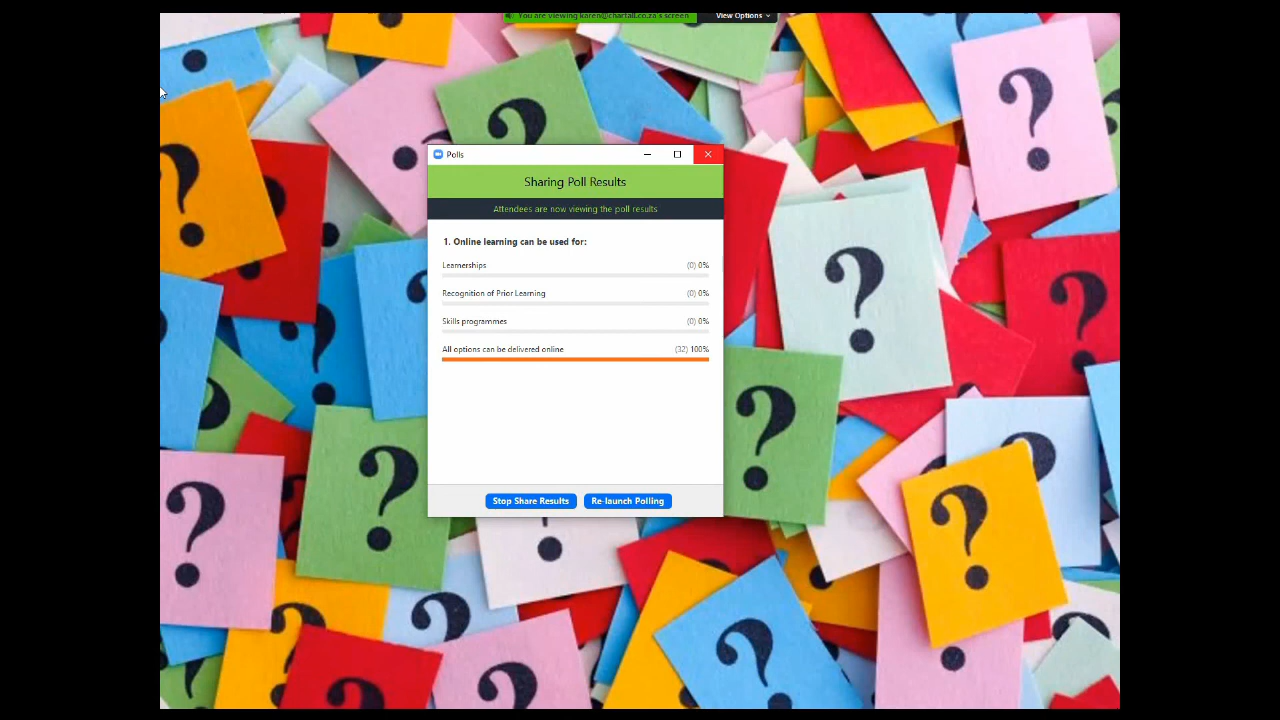 You are viewing karen@charfall.co.za's screen
View Options
Polls
Sharing Poll Results
Attendees are now viewing the poll results
1. Online learning can be used for:
Learnerships (0) 0%
Recognition of Prior Learning (0) 0%
Skills programmes (0) 0%
All options can be delivered online (32) 100%
Stop Share Results Re-launch Polling